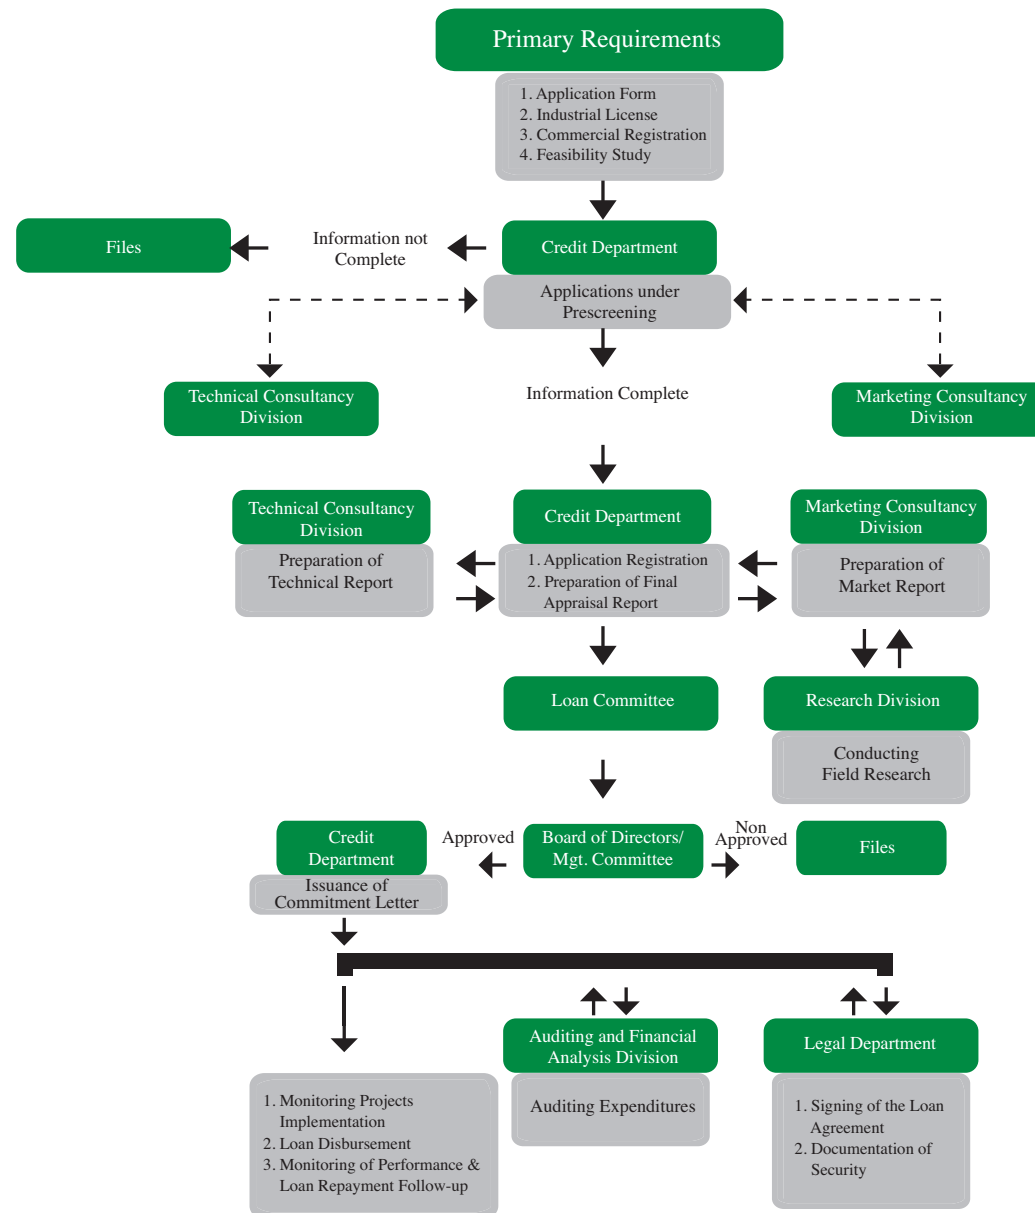 Primary Requirements
1. Application Form
2. Industrial License
3. Commercial Registration
4. Feasibility Study
Files
Information not
Complete
Credit Department
Applications under
Prescreening
Technical Consultancy
Division
Information Complete
Marketing Consultancy
Division
Technical Consultancy
Division
Preparation of
Technical Report
Credit Department
1. Application Registration
2. Preparation of Final
Appraisal Report
Marketing Consultancy
Division
Preparation of
Market Report
Loan Committee
Research Division
Conducting
Field Research
Credit
Department
Issuance of
Commitment Letter
Approved
Board of Directors/
Mgt. Committee
Non
Approved
Files
1. Monitoring Projects
Implementation
2. Loan Disbursement
3. Monitoring of Performance &
Loan Repayment Follow-up
Auditing and Financial
Analysis Division
Auditing Expenditures
Legal Department
1. Signing of the Loan
Agreement
2. Documentation of
Security